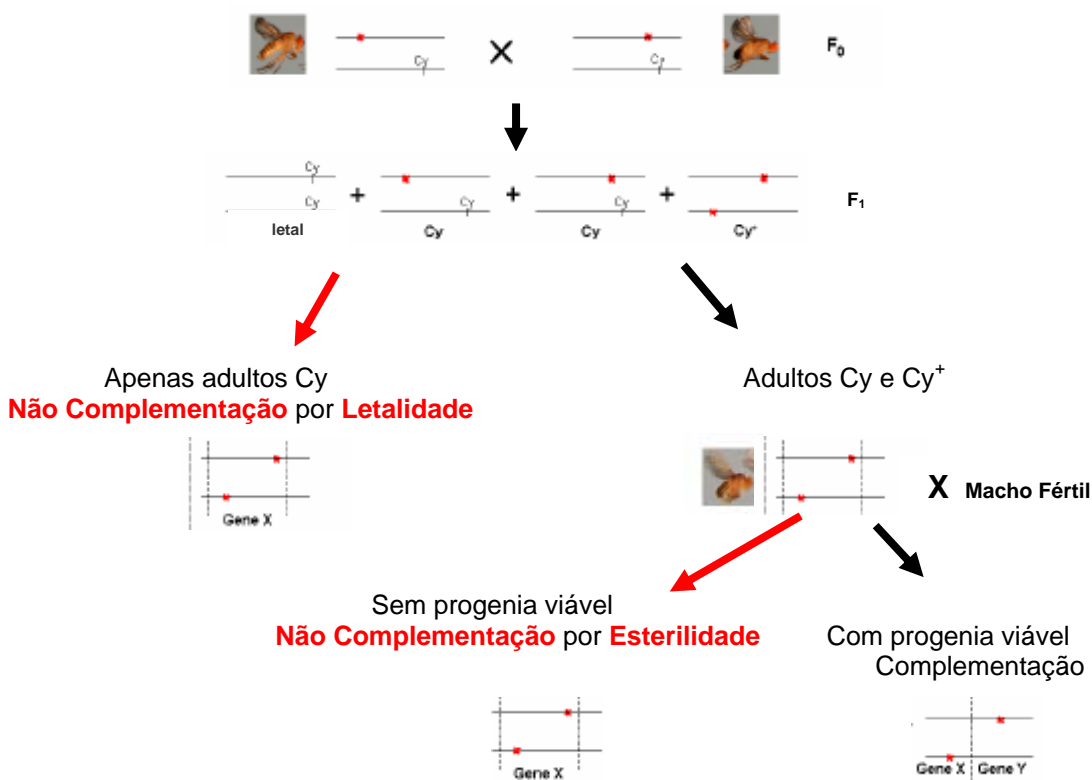 Cy
Cy
X
F₀
Cy
Cy
letal
+
Cy
Cy
+
Cy
Cy
+
Cy⁺
F₁
Apenas adultos Cy
Não Complementação por Letalidade
Gene X
Adultos Cy e Cy⁺
X Macho Fértil
Sem progenia viável
Não Complementação por Esterilidade
Gene X
Com progenia viável
Complementação
Gene X
Gene Y